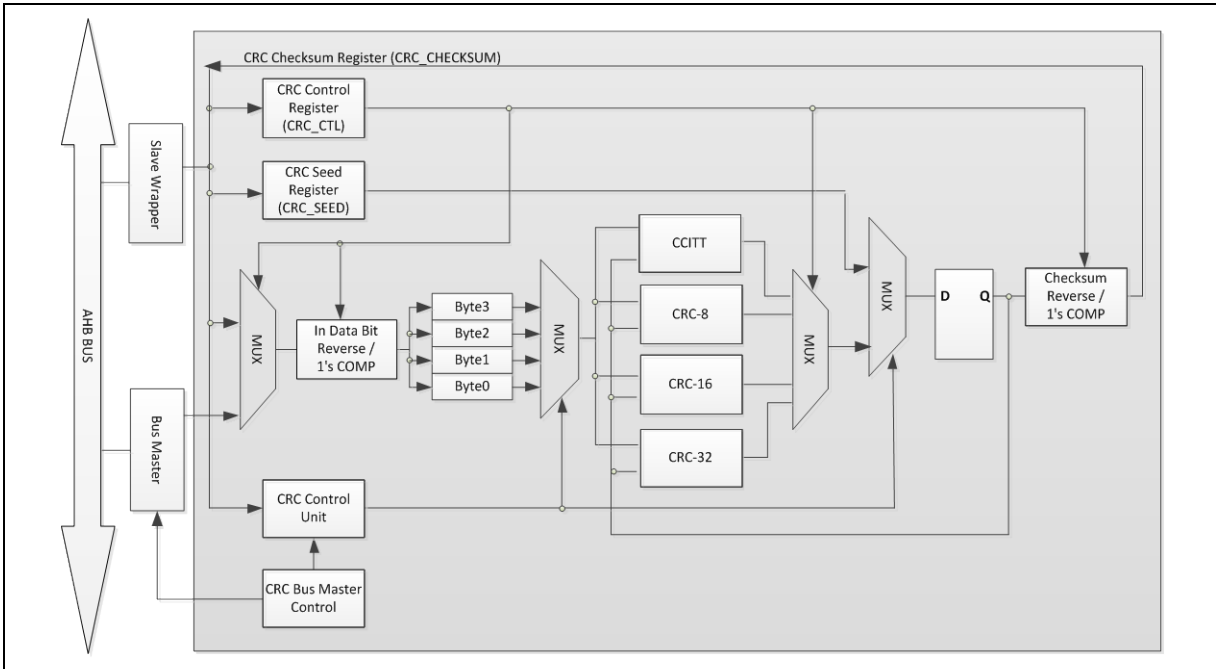 CRC Checksum Register (CRC_CHECKSUM)
CRC Control
Register
(CRC_CTL)
Slave Wrapper
CRC Seed
Register
(CRC_SEED)
AHB BUS
MUX
In Data Bit
Reverse /
1's COMP
Byte3
Byte2
Byte1
Byte0
MUX
CCITT
CRC-8
CRC-16
CRC-32
MUX
MUX
D Q
Checksum
Reverse /
1's COMP
Bus Master
CRC Control
Unit
CRC Bus Master
Control